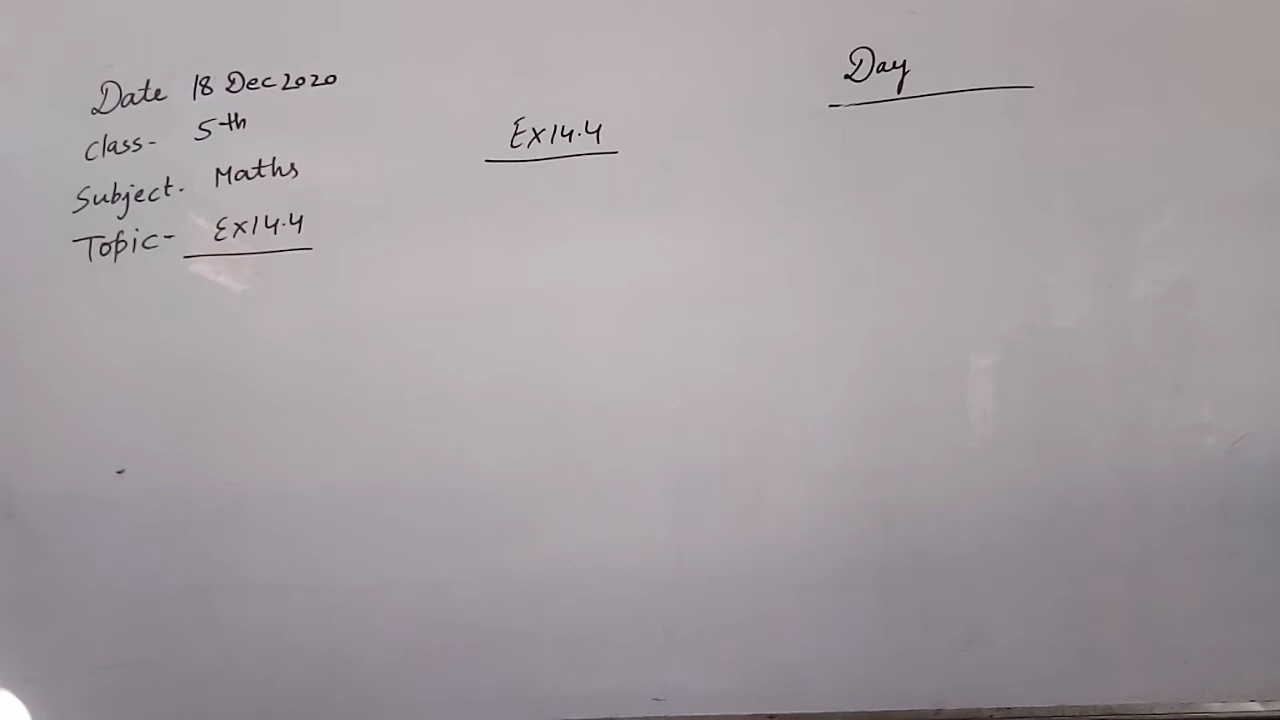 Date 18 Dec 2020
Class- 5th
Subject. Maths
Topic- Ex14.4
Ex14.4
Day